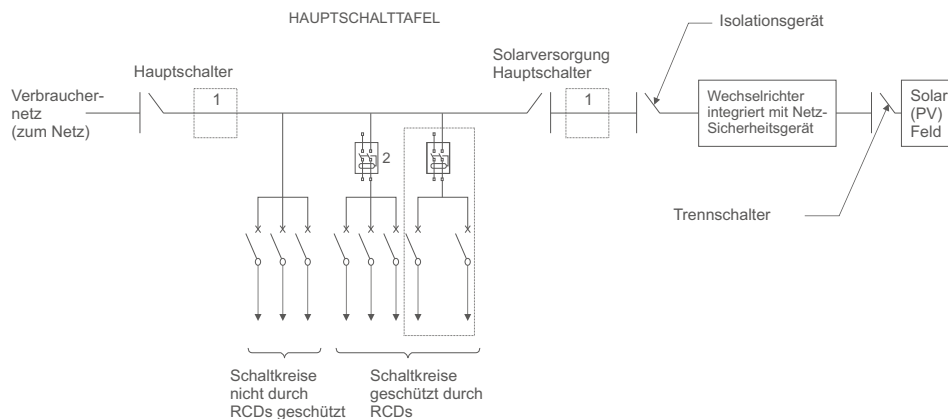 HAUPTSCHALTTAFEL
Isolationsgerät
Solarversorgung
Hauptschalter
Hauptschalter
1
1
Verbraucher-
netz
(zum Netz)
Wechselrichter
integriert mit Netz-
Sicherheitsgerät
Solar
(PV)
Feld
2
Trennschalter
Schaltkreise
nicht durch
RCDs geschützt
Schaltkreise
geschützt durch
RCDs